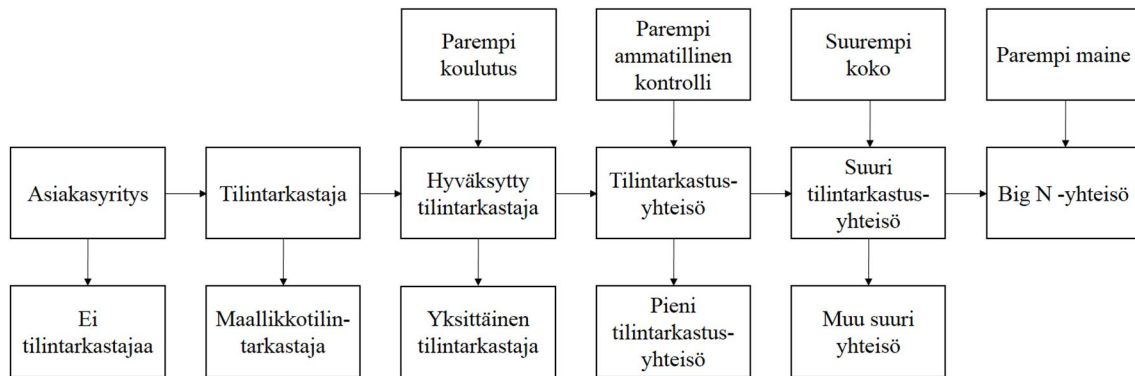 Parempi
koulutus
Parempi
ammatillinen
kontrolli
Suurempi
koko
Parempi maine
Asiakasyritys
Tilintarkastaja
Hyväksytty
tilintarkastaja
Tilintarkastus-
yhteisö
Suuri
tilintarkastus-
yhteisö
Big N -yhteisö
Ei
tilintarkastajaa
Maallikkotilin-
tarkastaja
Yksittäinen
tilintarkastaja
Pieni
tilintarkastus-
yhteisö
Muu suuri
yhteisö